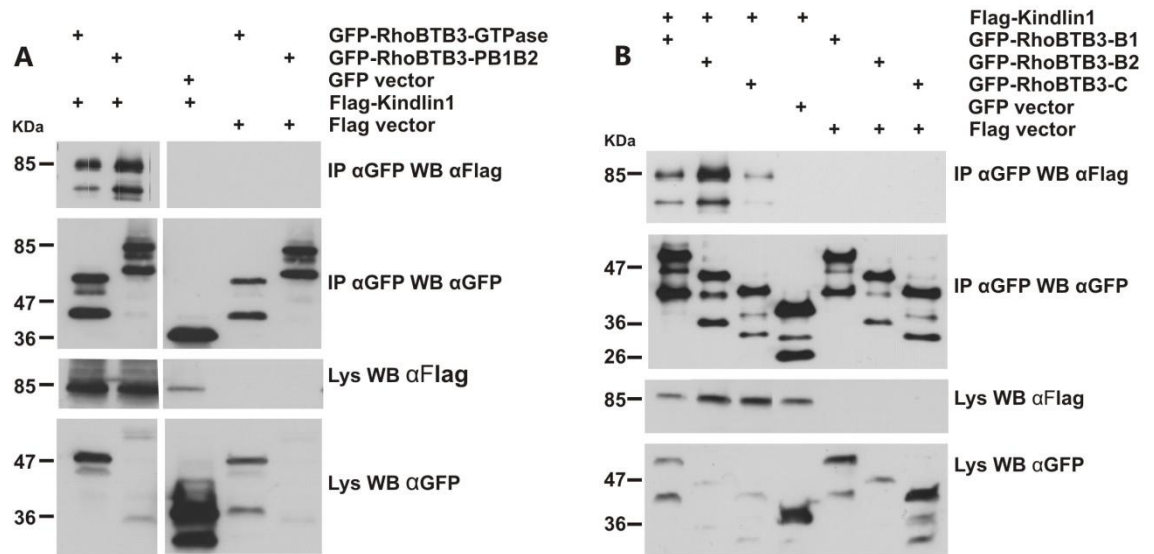 A
+ + GFP-RhoBTB3-GTPase
+ + GFP-RhoBTB3-PB1B2
+ GFP vector
+ + + Flag-Kindlin1
+ + Flag vector
KDa
85 IP αGFP WB αFlag
85
47
36
IP αGFP WB αGFP
85 Lys WB αFlag
47
36
Lys WB αGFP
B
+ + + + Flag-Kindlin1
+ + GFP-RhoBTB3-B1
+ + GFP-RhoBTB3-B2
+ + GFP-RhoBTB3-C
+ GFP vector
+ + + Flag vector
KDa
85 IP αGFP WB αFlag
47
36
26
IP αGFP WB αGFP
85 Lys WB αFlag
47
36
Lys WB αGFP